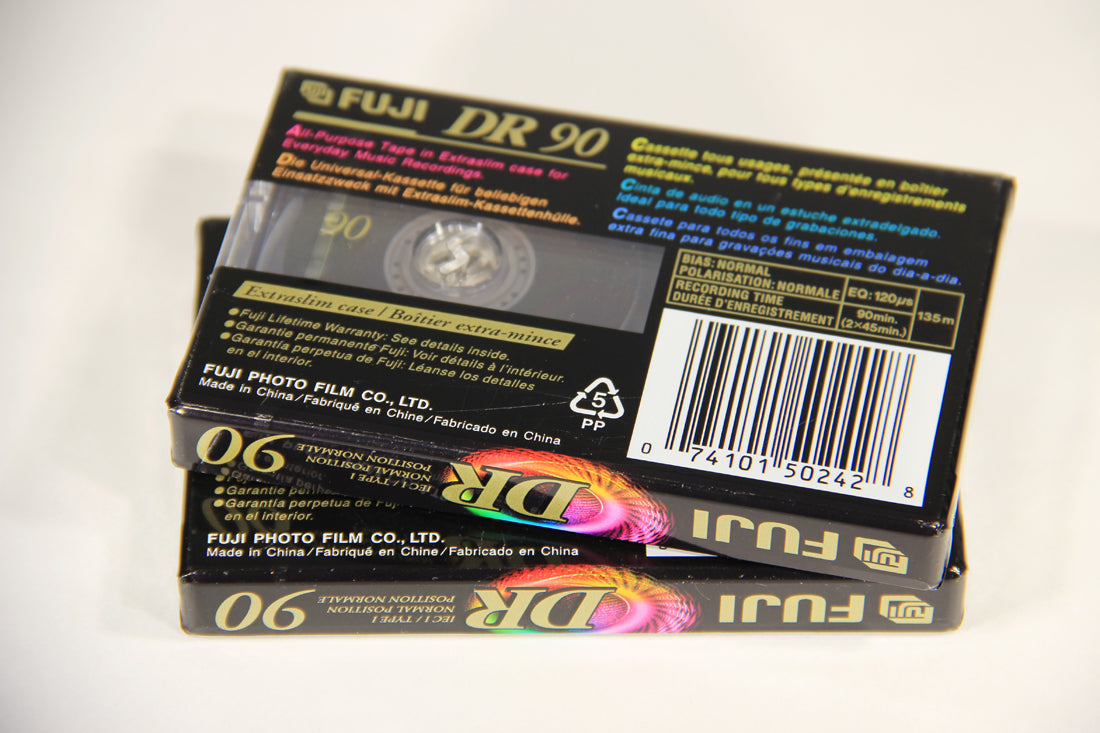 FUJI DR 90
All-Purpose Tape in Extraslim case for
Everyday Music Recordings.
Die Universal-Kassette für beliebigen
Einsatzzweck mit Extraslim-Kassettenhülle.
Cassette tous usages, présentée en boîtier
extra-mince, pour tous types d'enregistrements
musicaux.
Cinta de audio en un estuche extradelgado.
Ideal para todo tipo de grabaciones.
Cassete para todos os fins em embalagem
extra fina para gravações musicais do dia-a-dia.
90
BIAS: NORMAL
POLARISATION: NORMALE
EQ: 120µs
RECORDING TIME
DURÉE D'ENREGISTREMENT
90min.
(2×45min.)
135m
Extraslim case / Boîtier extra-mince
•Fuji Lifetime Warranty: See details inside.
•Garantie permanente Fuji: Voir détails à l'intérieur.
•Garantía perpetua de Fuji: Léanse los detalles
en el interior.
FUJI PHOTO FILM CO., LTD.
Made in China/Fabriqué en Chine/Fabricado en China
5
PP
0 74101 50242 8
90
IEC I / TYPE I
NORMAL POSITION
POSITION NORMALE
DR
FUJI
FUJI
•Garantía perpetua de Fuji
en el interior.
FUJI PHOTO FILM CO., LTD.
Made in China/Fabriqué en Chine/Fabricado en China
90
IEC I / TYPE I
NORMAL POSITION
POSITION NORMALE
DR
FUJI
FUJI